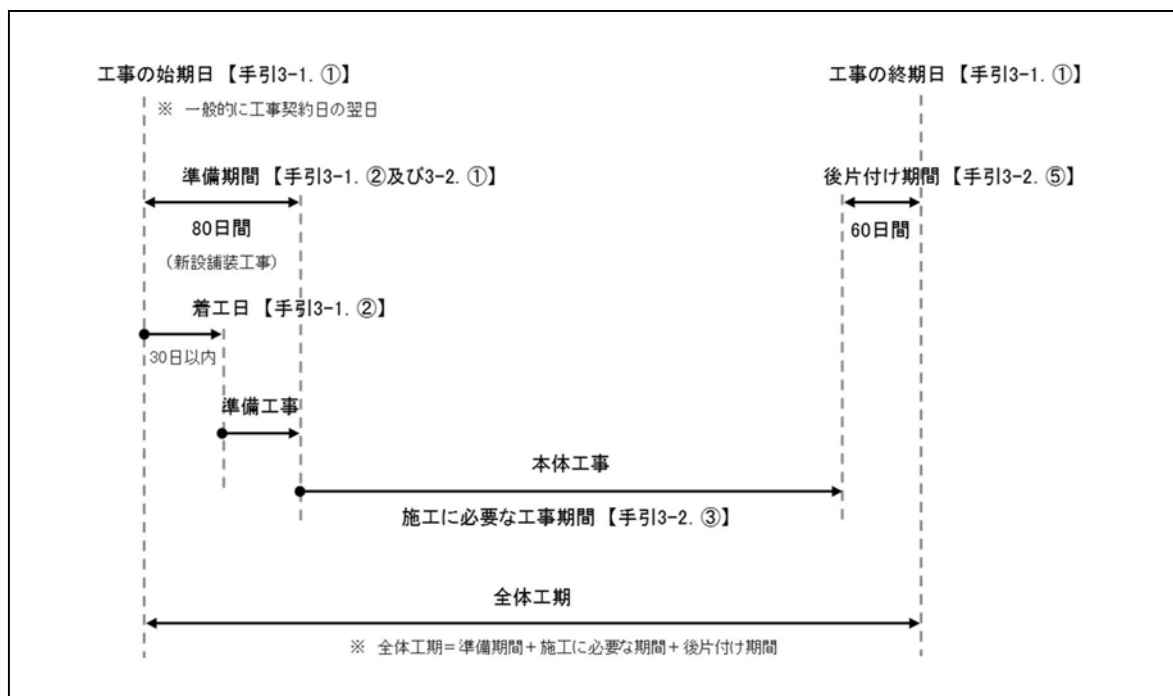 工事の始期日【手引3-1. ①】
工事の終期日【手引3-1. ①】
※ 一般的に工事契約日の翌日
準備期間【手引3-1. ②及び3-2. ①】
後片付け期間【手引3-2. ⑤】
80日間
60日間
(新設舗装工事)
着工日【手引3-1. ②】
30日以内
準備工事
本体工事
施工に必要な工事期間【手引3-2. ③】
全体工期
※ 全体工期=準備期間+施工に必要な期間+後片付け期間